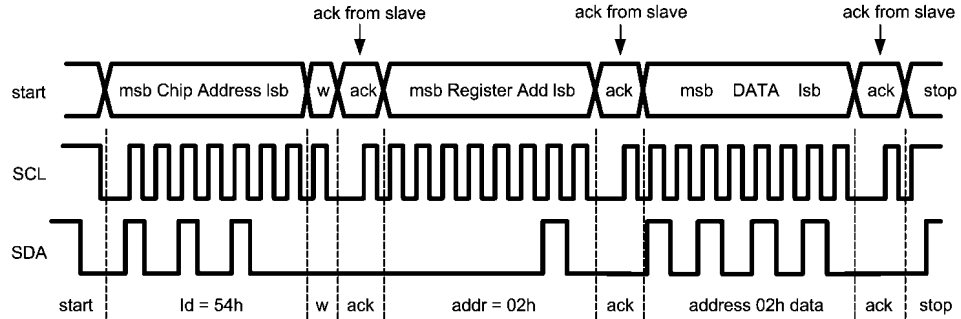 ack from slave ack from slave ack from slave
start msb Chip Address lsb w ack msb Register Add lsb ack msb DATA lsb ack stop
SCL
SDA
start Id = 54h w ack addr = 02h ack address 02h data ack stop